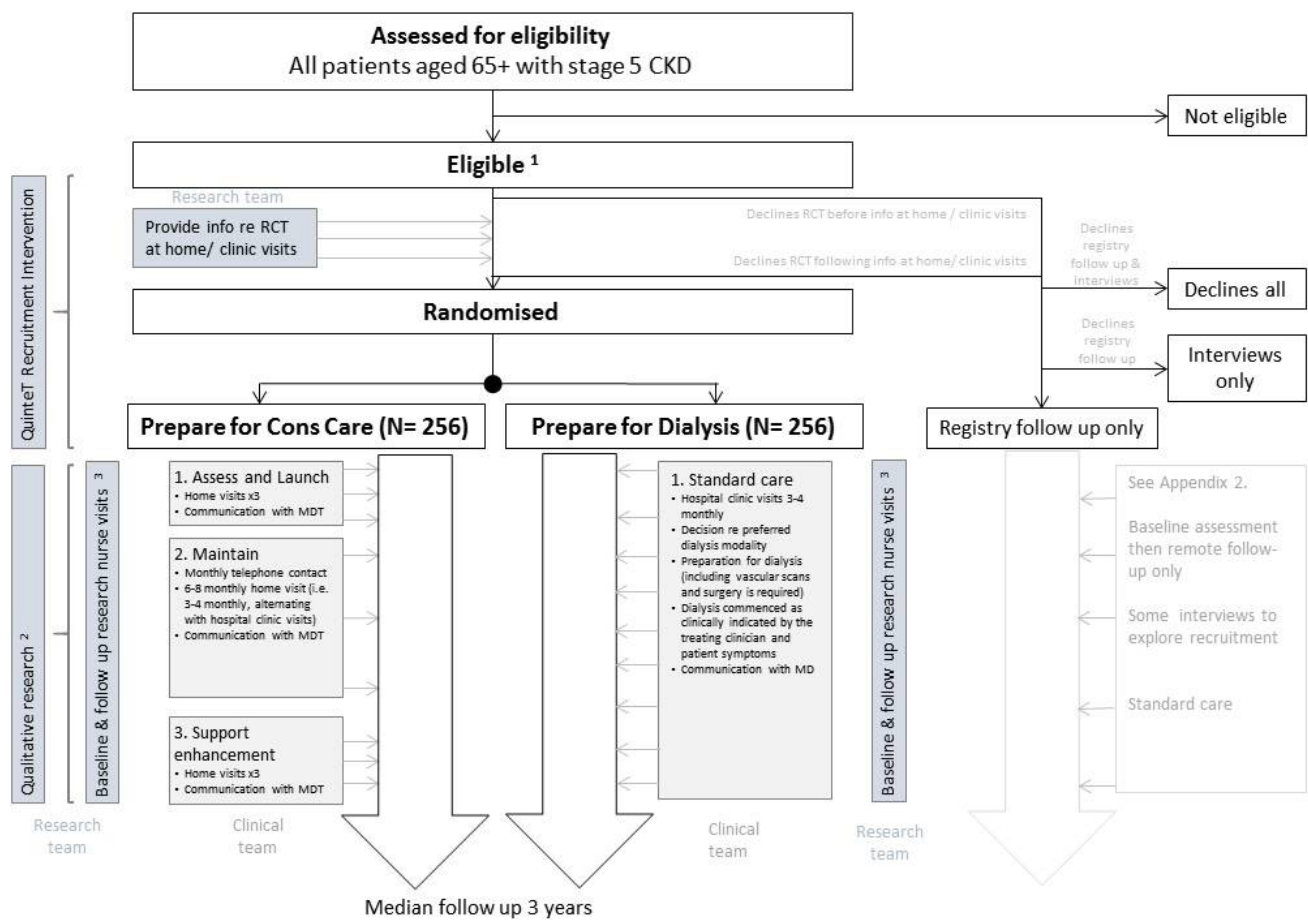 Assessed for eligibility
All patients aged 65+ with stage 5 CKD
Not eligible
Eligible 1
Research team
Provide info re RCT
at home/ clinic visits
Declines RCT before info at home / clinic visits
Declines RCT following info at home/ clinic visits
Declines
registry
follow up &
Interviews
Declines all
Randomised
Declines
registry
follow up
Interviews
only
QuinteT Recruitment Intervention
Prepare for Cons Care (N= 256)
Prepare for Dialysis (N= 256)
Registry follow up only
Qualitative research 2
Baseline & follow up research nurse visits 3
1. Assess and Launch
• Home visits x3
• Communication with MDT
2. Maintain
• Monthly telephone contact
• 6-8 monthly home visit (i.e.
3-4 monthly, alternating
with hospital clinic visits)
• Communication with MDT
3. Support
enhancement
• Home visits x3
• Communication with MDT
1. Standard care
• Hospital clinic visits 3-4
monthly
• Decision re preferred
dialysis modality
• Preparation for dialysis
(including vascular scans
and surgery is required)
• Dialysis commenced as
clinically indicated by the
treating clinician and
patient symptoms
• Communication with MD
Baseline & follow up research nurse visits 3
See Appendix 2.
Baseline assessment
then remote follow-
up only
Some interviews to
explore recruitment
Standard care
Research
team
Clinical
team
Clinical
team
Research
team
Median follow up 3 years